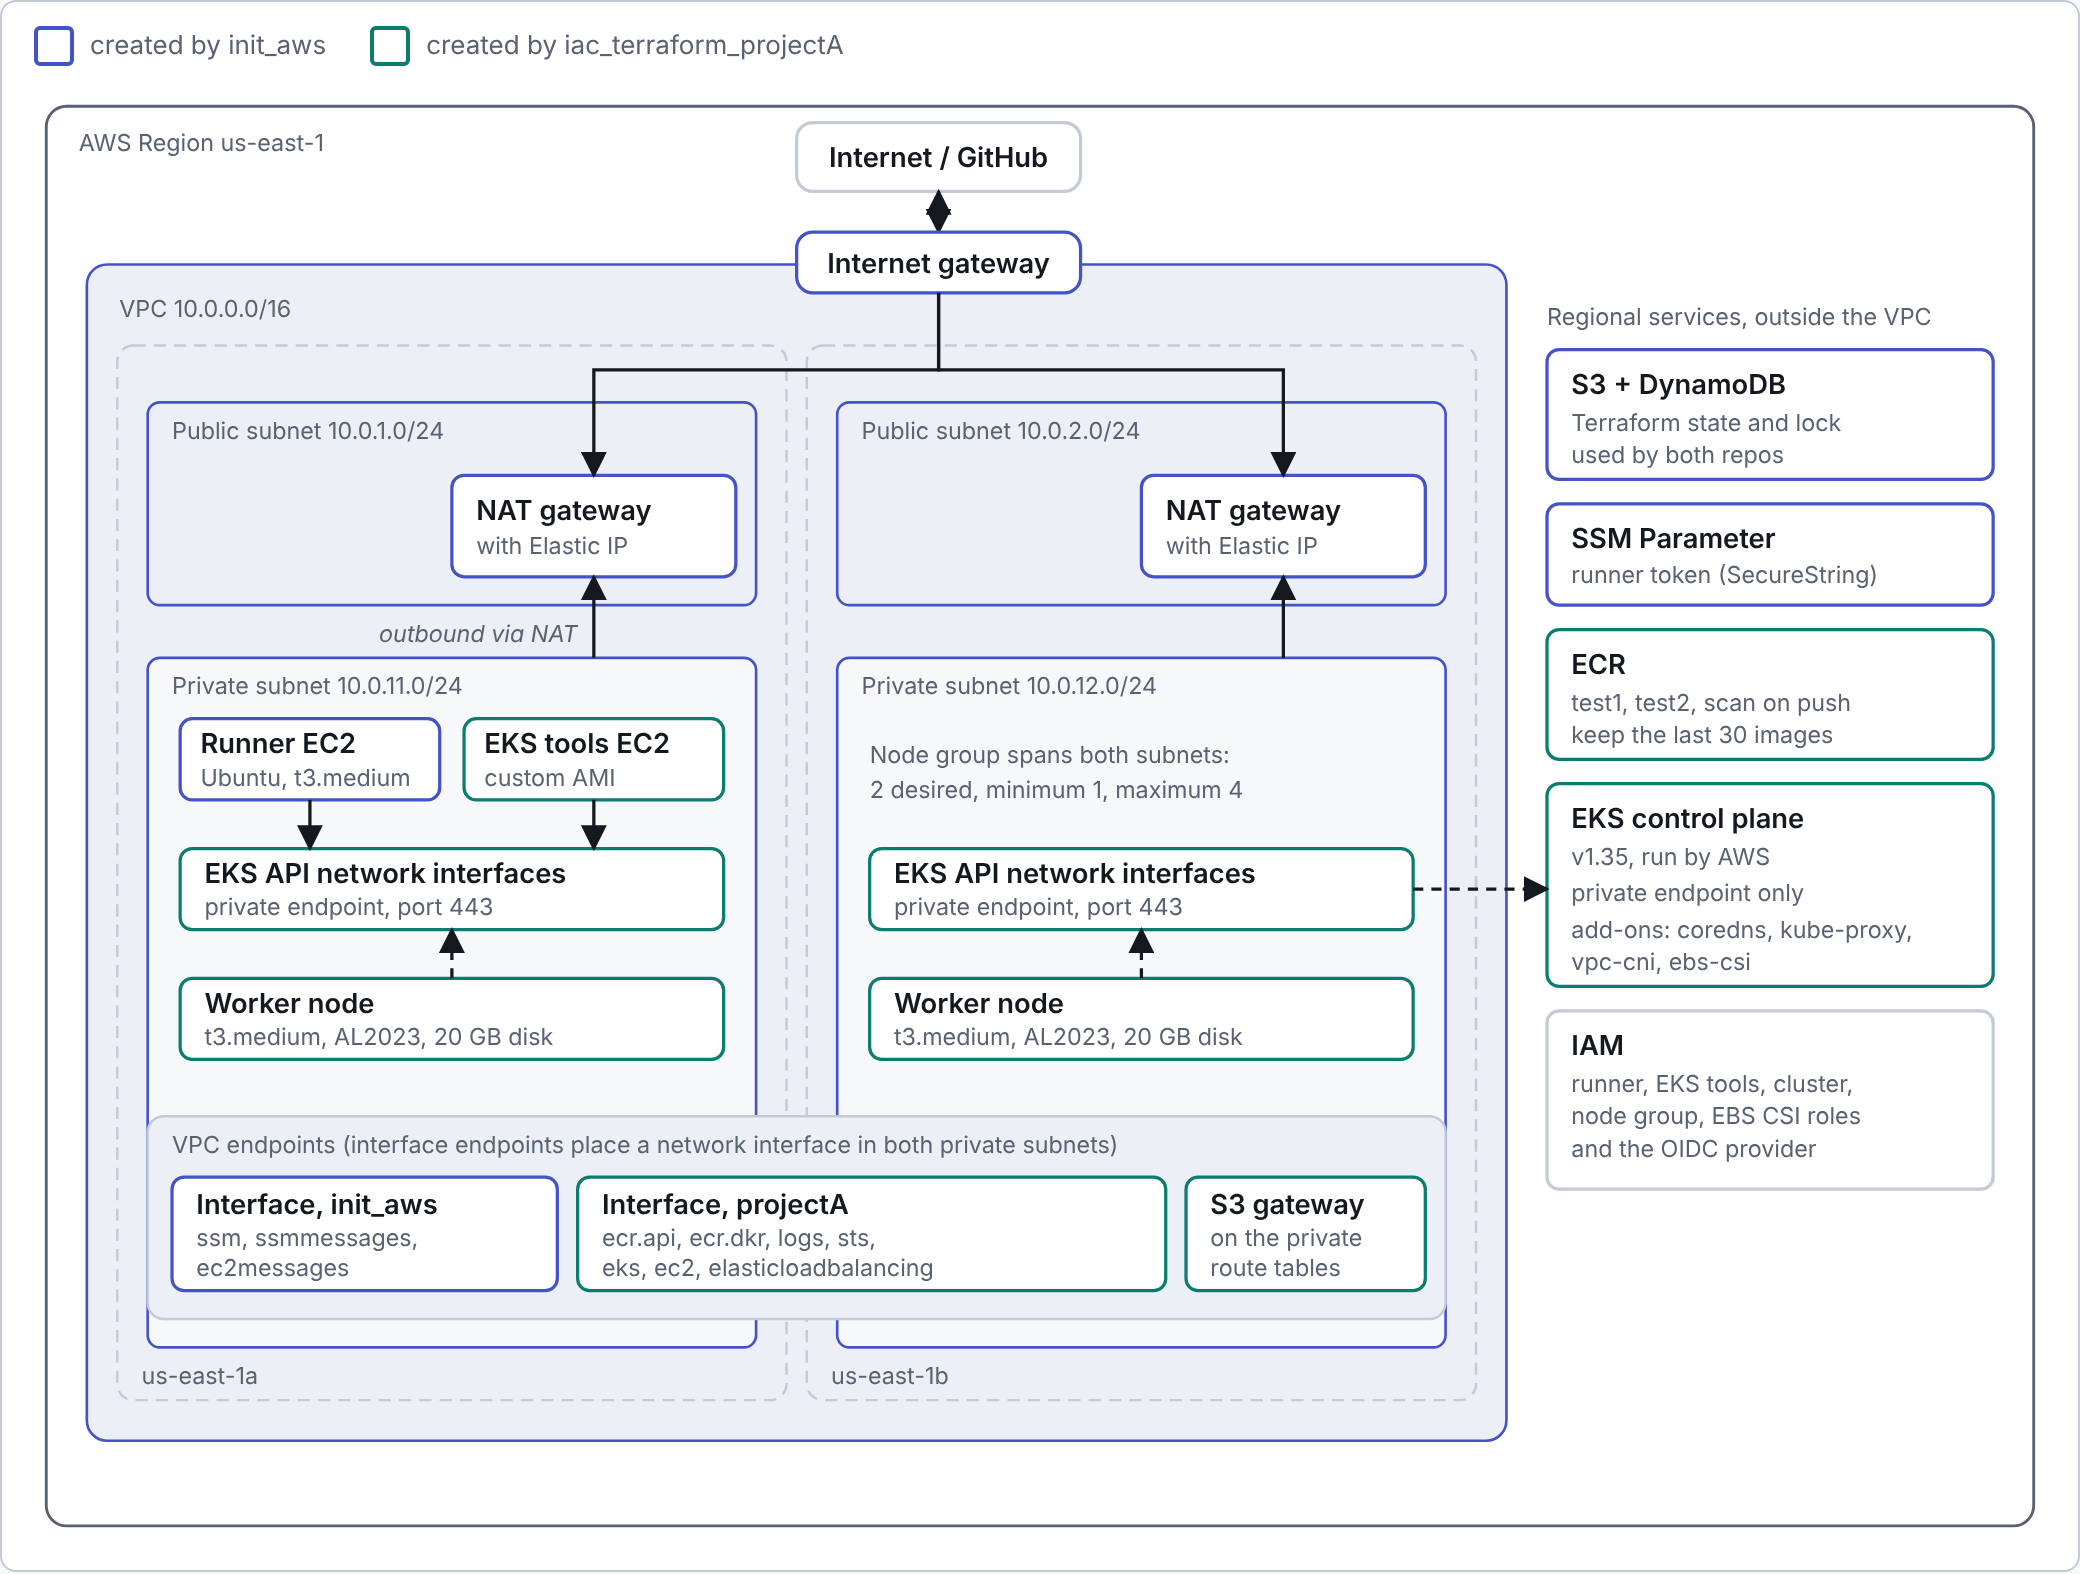 created by init_aws
created by iac_terraform_projectA
AWS Region us-east-1
Internet / GitHub
Internet gateway
VPC 10.0.0.0/16
Public subnet 10.0.1.0/24
NAT gateway
with Elastic IP
outbound via NAT
Private subnet 10.0.11.0/24
Runner EC2
Ubuntu, t3.medium
EKS tools EC2
custom AMI
EKS API network interfaces
private endpoint, port 443
Worker node
t3.medium, AL2023, 20 GB disk
Public subnet 10.0.2.0/24
NAT gateway
with Elastic IP
Private subnet 10.0.12.0/24
Node group spans both subnets:
2 desired, minimum 1, maximum 4
EKS API network interfaces
private endpoint, port 443
Worker node
t3.medium, AL2023, 20 GB disk
VPC endpoints (interface endpoints place a network interface in both private subnets)
Interface, init_aws
ssm, ssmmessages,
ec2messages
Interface, projectA
ecr.api, ecr.dkr, logs, sts,
eks, ec2, elasticloadbalancing
S3 gateway
on the private
route tables
us-east-1a
us-east-1b
Regional services, outside the VPC
S3 + DynamoDB
Terraform state and lock
used by both repos
SSM Parameter
runner token (SecureString)
ECR
test1, test2, scan on push
keep the last 30 images
EKS control plane
v1.35, run by AWS
private endpoint only
add-ons: coredns, kube-proxy,
vpc-cni, ebs-csi
IAM
runner, EKS tools, cluster,
node group, EBS CSI roles
and the OIDC provider